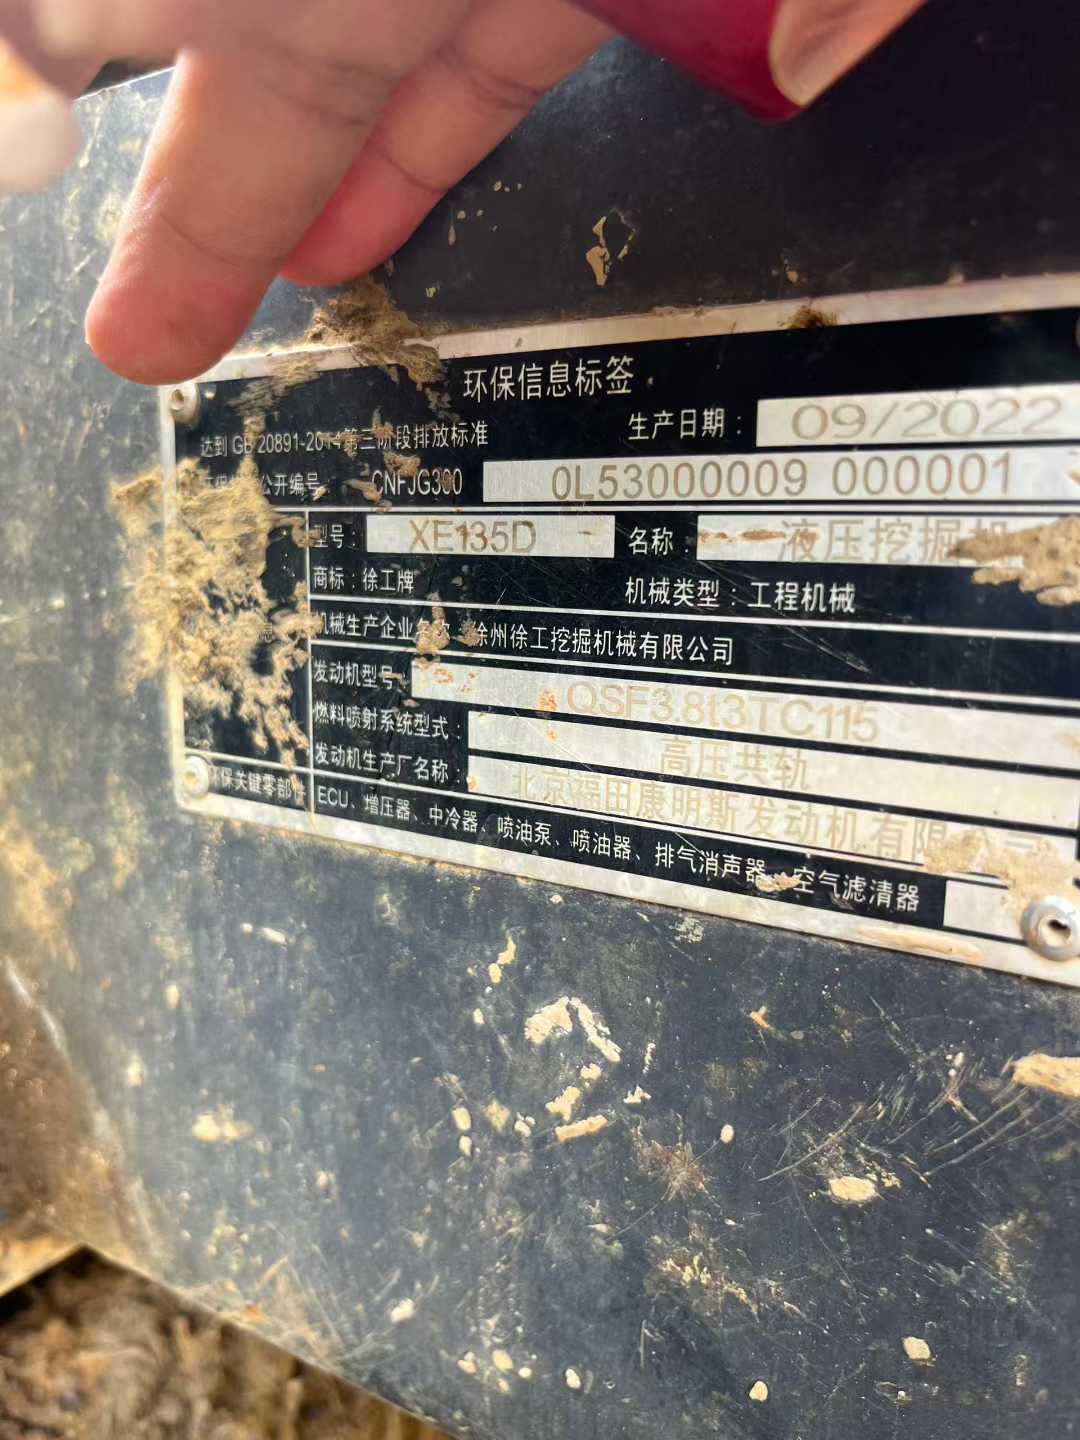 环保信息标签
达到 GB 20891-2014第三阶段排放标准 生产日期： 09/2022
公开编号： CNFJG300 0L53000009 000001
型号： XE135D 名称： 液压挖掘机
商标：徐工牌 机械类型：工程机械
机械生产企业名称 徐州徐工挖掘机械有限公司
发动机型号： QSF3.8t3TC115
燃料喷射系统型式： 高压共轨
发动机生产厂名称： 北京福田康明斯发动机有限公司
环保关键零部件 ECU、增压器、中冷器、喷油泵、喷油器、排气消声器、空气滤清器